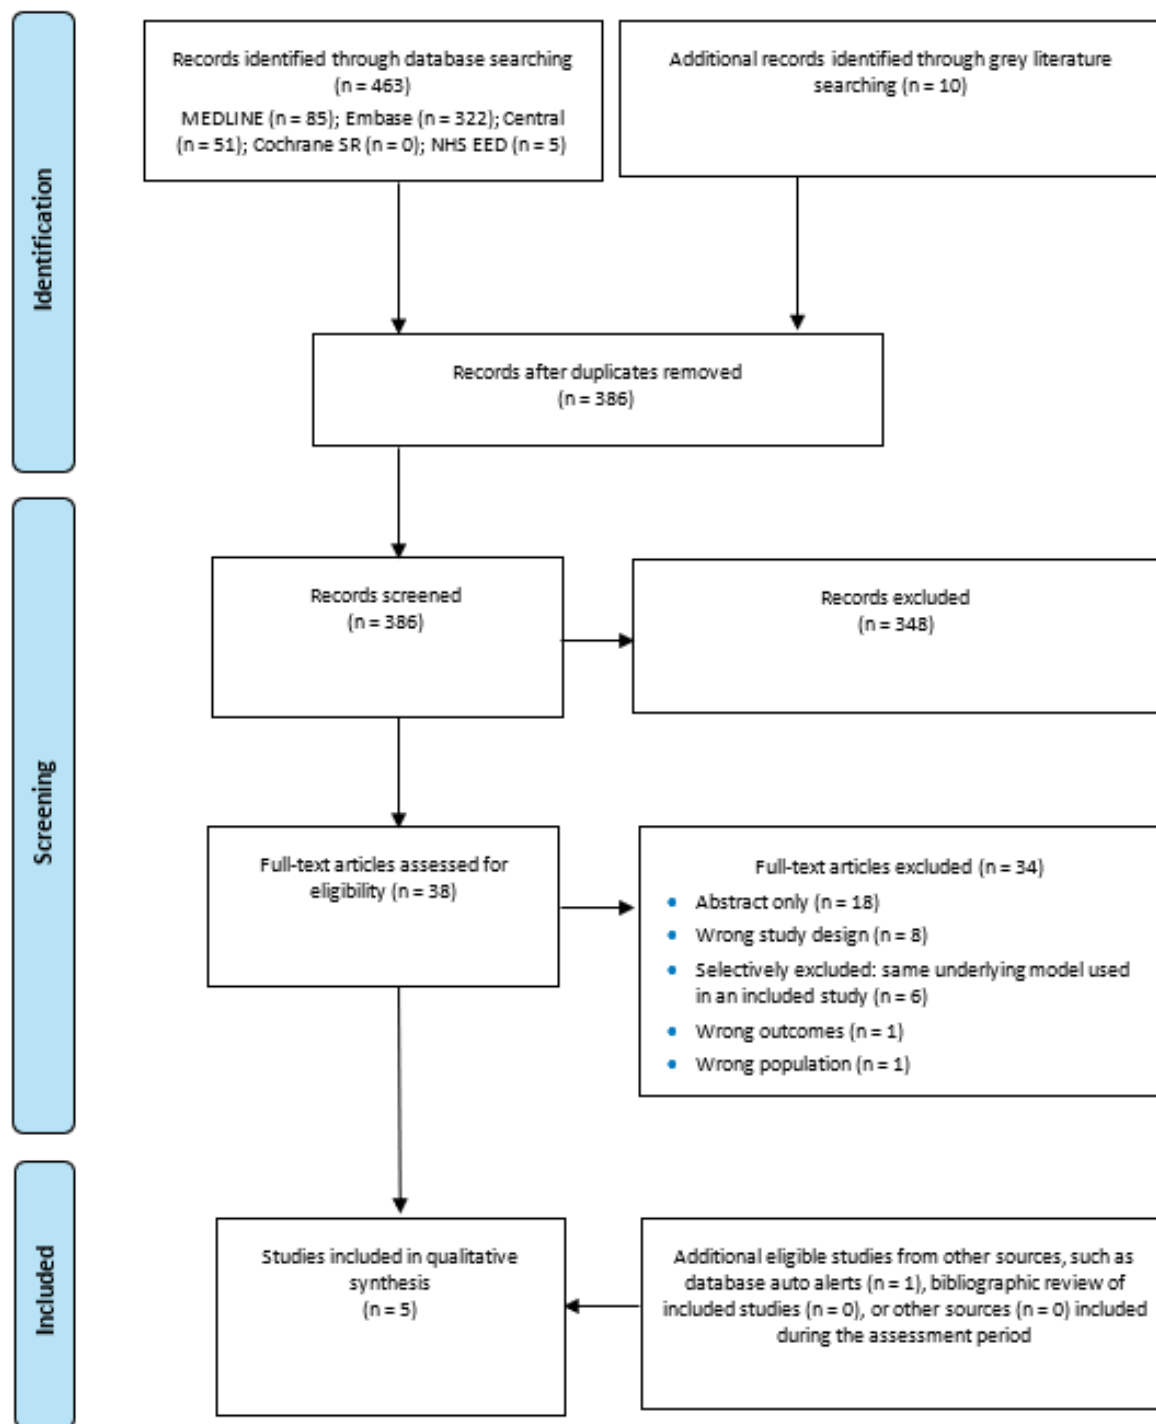 Identification
Records identified through database searching
(n = 463)
MEDLINE (n = 85); Embase (n = 322); Central
(n = 51); Cochrane SR (n = 0); NHS EED (n = 5)
Additional records identified through grey literature
searching (n = 10)
Records after duplicates removed
(n = 386)
Screening
Records screened
(n = 386)
Records excluded
(n = 348)
Full-text articles assessed for
eligibility (n = 38)
Full-text articles excluded (n = 34)
• Abstract only (n = 18)
• Wrong study design (n = 8)
• Selectively excluded: same underlying model used
in an included study (n = 6)
• Wrong outcomes (n = 1)
• Wrong population (n = 1)
Included
Studies included in qualitative
synthesis
(n = 5)
Additional eligible studies from other sources, such as
database auto alerts (n = 1), bibliographic review of
included studies (n = 0), or other sources (n = 0) included
during the assessment period